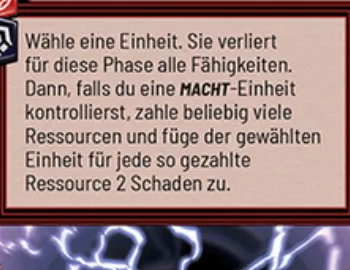 Wähle eine Einheit. Sie verliert
für diese Phase alle Fähigkeiten.
Dann, falls du eine MACHT-Einheit
kontrollierst, zahle beliebig viele
Ressourcen und füge der gewählten
Einheit für jede so gezahlte
Ressource 2 Schaden zu.